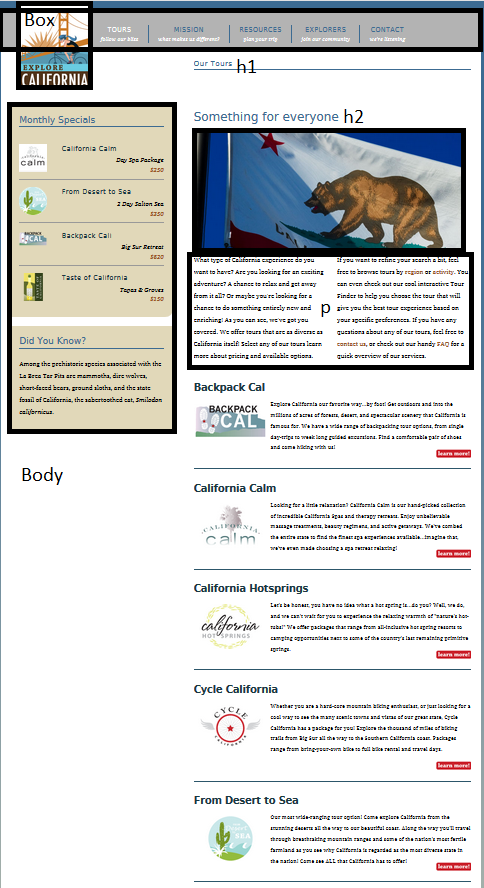 Box
EXPLORE
CALIFORNIA
TOURS
follow our bliss
MISSION
what makes us different?
RESOURCES
plan your trip
EXPLORERS
join our community
CONTACT
we're listening
Our Tours h1
Monthly Specials
California Calm
Day Spa Package
$250
From Desert to Sea
2 Day Salton Sea
$350
Backpack Cali
Big Sur Retreat
$620
Taste of California
Tapas & Groves
$150
Did You Know?
Among the prehistoric species associated with the
La Brea Tar Pits are mammoths, dire wolves,
short-faced bears, ground sloths, and the state
fossil of California, the sabertoothed cat, Smilodon
californicus.
Body
Something for everyone h2
What type of California experience do you
want to have? Are you looking for an exciting
adventure? A chance to relax and get away
from it all? Or maybe you're looking for a
chance to do something entirely new and
enriching! As you can see, we've got you
covered. We offer tours that are as diverse as
California itself! Select any of our tours learn
more about pricing and available options.
p
If you want to refine your search a bit, feel
free to browse tours by region or activity. You
can even check out our cool interactive Tour
Finder to help you choose the tour that will
give you the best tour experience based on
your specific preferences. If you have any
questions about any of our tours, feel free to
contact us, or check out our handy FAQ for a
quick overview of our services.
Backpack Cal
BACKPACK
CAL
Explore California our favorite way...by foot! Get outdoors and into the
millions of acres of forests, desert, and spectacular scenery that California is
famous for. We have a wide range of backpacking tour options, from single
day-trips to week long guided excursions. Find a comfortable pair of shoes
and come hiking with us!
learn more!
California Calm
CALIFORNIA
calm
Looking for a little relaxation? California Calm is our hand-picked collection
of incredible California Spas and therapy retreats. Enjoy unbelievable
massage treatments, beauty regimens, and active getaways. We've combed
the entire state to find the finest spa experiences available...imagine that,
we've even made choosing a spa retreat relaxing!
learn more!
California Hotsprings
california
HOT SPRINGS
Let's be honest, you have no idea what a hot spring is...do you? Well, we do,
and we can't wait for you to experience the relaxing warmth of "nature's hot-
tubs!" We offer packages that range from all-inclusive hot spring resorts to
camping opportunities next to some of the country's last remaining primitive
springs.
learn more!
Cycle California
CYCLE
CALIFORNIA
Whether you are a hard-core mountain biking enthusiast, or just looking for a
cool way to see the many scenic towns and vistas of our great state, Cycle
California has a package for you! Explore the thousand of miles of biking
trails from Big Sur all the way to the Southern California coast. Packages
range from bring-your-own bike to full bike rental and travel days.
learn more!
From Desert to Sea
Desert
SEA
Our most wide-ranging tour option! Come explore California from the
stunning deserts all the way to our beautiful coast. Along the way you'll travel
through breathtaking mountain ranges and some of the nation's most fertile
farmland as you see why California is regarded as the most diverse state in
the nation! Come see ALL that California has to offer!
learn more!